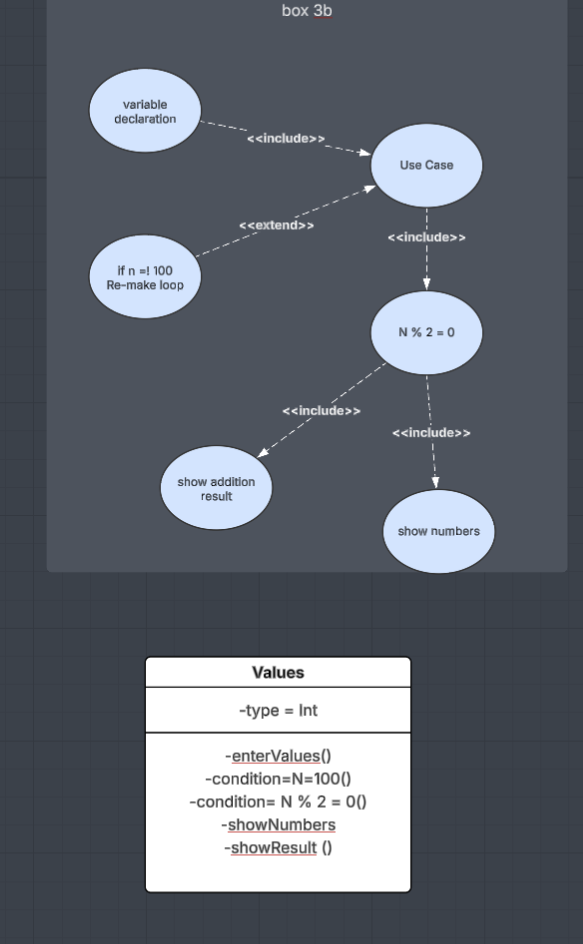 box 3b
variable
declaration
<<include>>
Use Case
<<extend>>
<<include>>
if n =! 100
Re-make loop
N % 2 = 0
<<include>>
<<include>>
show addition
result
show numbers
Values
-type = Int
-enterValues()
-condition=N=100()
-condition= N % 2 = 0()
-showNumbers
-showResult ()